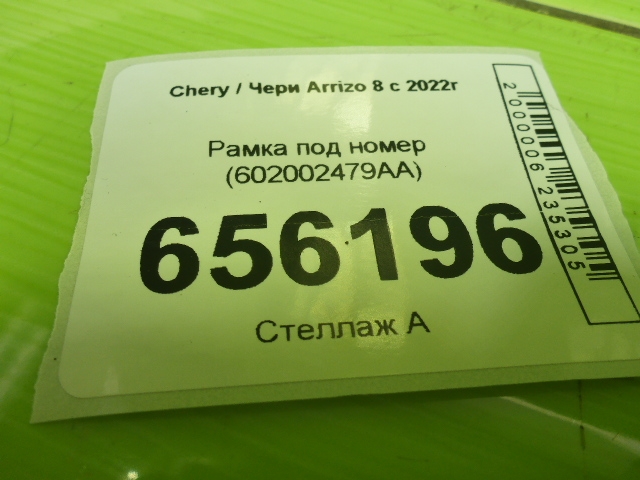 Chery / Чери Arrizo 8 с 2022г
Рамка под номер
(602002479AA)
656196
Стеллаж А
2000006235305